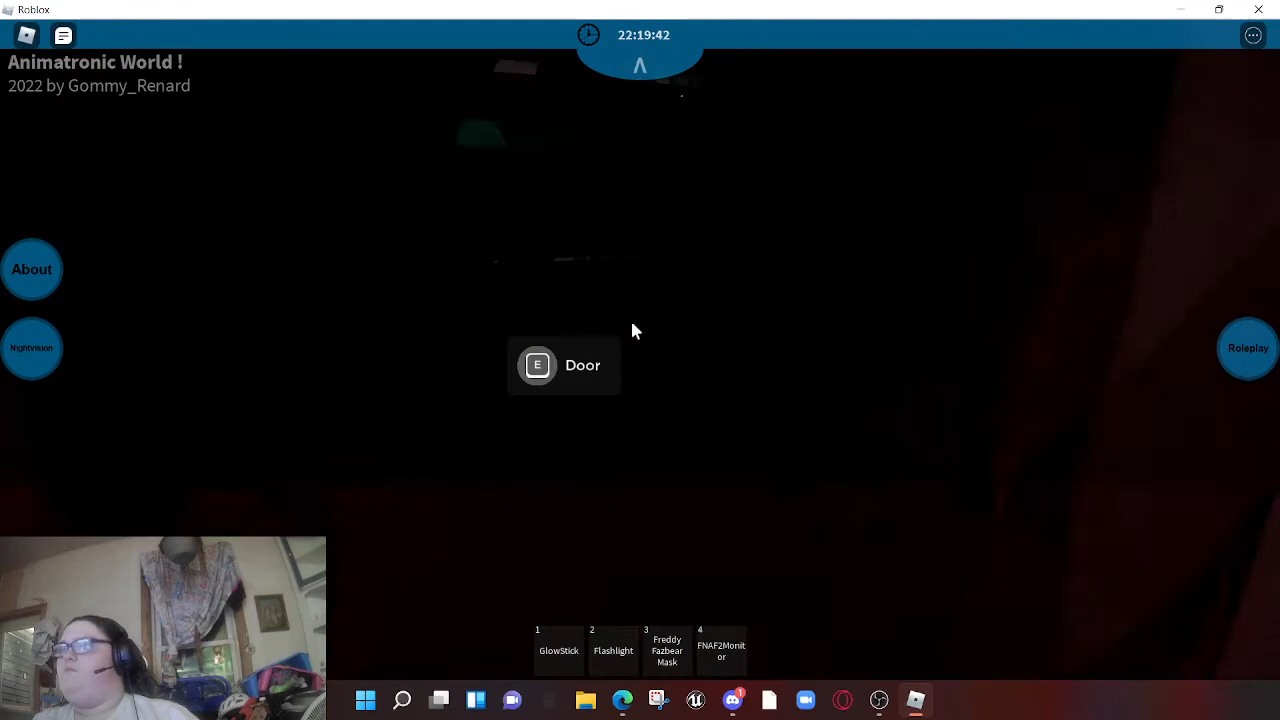 Roblox
22:19:42
Animatronic World !
2022 by Gommy_Renard
About
Nightvision
Roleplay
E
Door
1
GlowStick
2
Flashlight
3
Freddy
Fazbear
Mask
4
FNAF2Monit
or
1